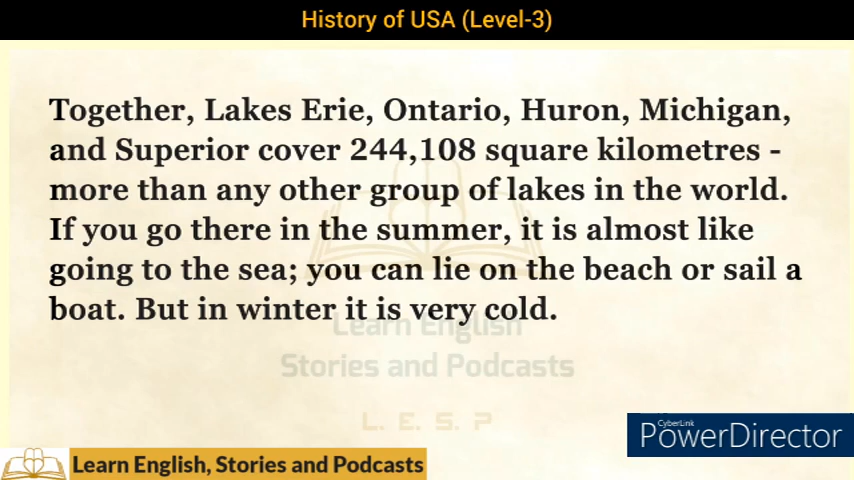 History of USA (Level-3)
Together, Lakes Erie, Ontario, Huron, Michigan,
and Superior cover 244,108 square kilometres -
more than any other group of lakes in the world.
If you go there in the summer, it is almost like
going to the sea; you can lie on the beach or sail a
boat. But in winter it is very cold.
Learn English
Stories and Podcasts
L. E. S. P
CyberLink
PowerDirector
Learn English, Stories and Podcasts